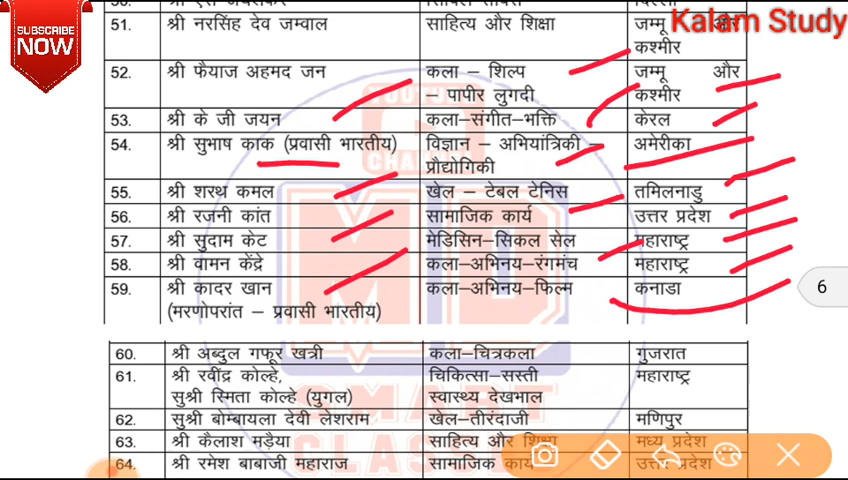 SUBSCRIBE
NOW
Kalam Study
51. श्री नरसिंह देव जम्वाल साहित्य और शिक्षा जम्मू और
कश्मीर
52. श्री फैयाज अहमद जन कला – शिल्प जम्मू और
– पापीर लुगदी कश्मीर
53. श्री के जी जयन कला–संगीत–भक्ति केरल
54. श्री सुभाष काक (प्रवासी भारतीय) विज्ञान – अभियांत्रिकी – अमेरीका
प्रौद्योगिकी
55. श्री शरथ कमल खेल – टेबल टेनिस तमिलनाडु
56. श्री रजनी कांत सामाजिक कार्य उत्तर प्रदेश
57. श्री सुदाम केट मेडिसिन–सिकल सेल महाराष्ट्र
58. श्री वामन केंद्रे कला–अभिनय–रंगमंच महाराष्ट्र
59. श्री कादर खान कला–अभिनय–फिल्म कनाडा
(मरणोपरांत – प्रवासी भारतीय)
6
60. श्री अब्दुल गफूर खत्री कला–चित्रकला गुजरात
61. श्री रवींद्र कोल्हे, चिकित्सा–सस्ती महाराष्ट्र
सुश्री स्मिता कोल्हे (युगल) स्वास्थ्य देखभाल
62. सुश्री बोम्बायला देवी लेशराम खेल–तीरंदाजी मणिपुर
63. श्री कैलाश मड़ैया साहित्य और शिक्षा मध्य प्रदेश
64. श्री रमेश बाबाजी महाराज सामाजिक कार्य उत्तर प्रदेश
SMART
CLASSES